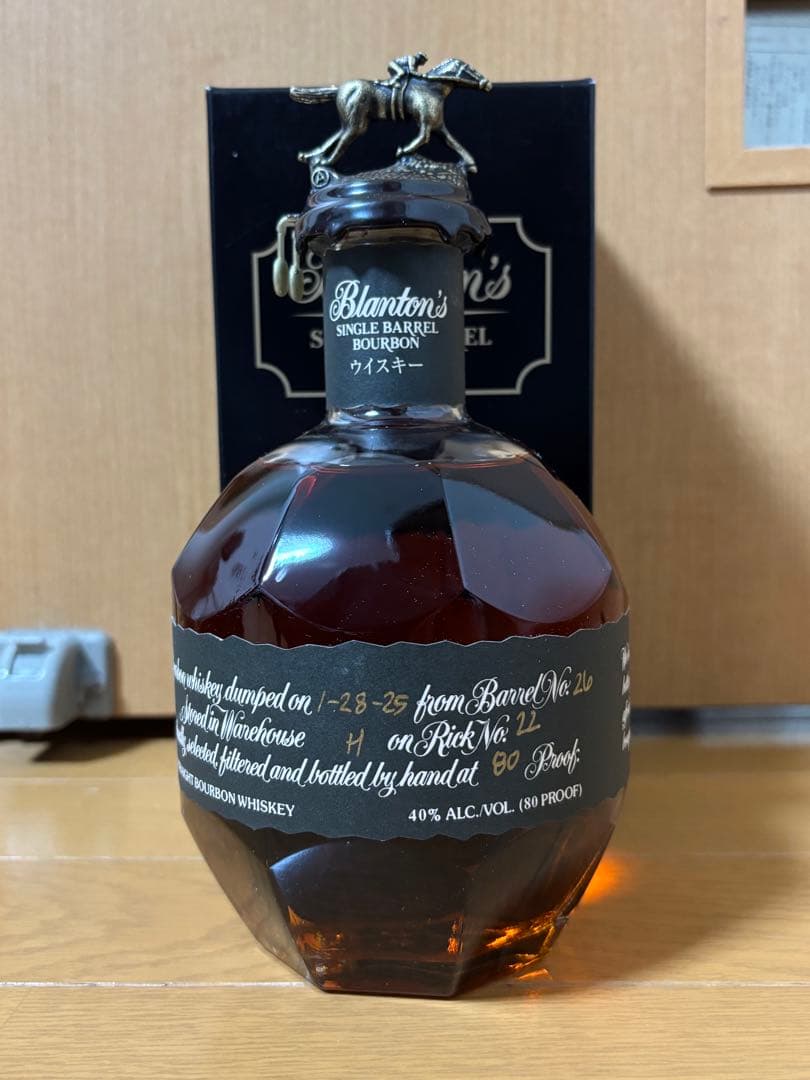 Blanton's
SINGLE BARREL
BOURBON
ウイスキー
whiskey dumped on 1-28-25 from Barrel No. 26
Stored in Warehouse H on Rick No. 22
selected, filtered and bottled by hand at 80 Proof.
BOURBON WHISKEY
40% ALC./VOL. (80 PROOF)
A